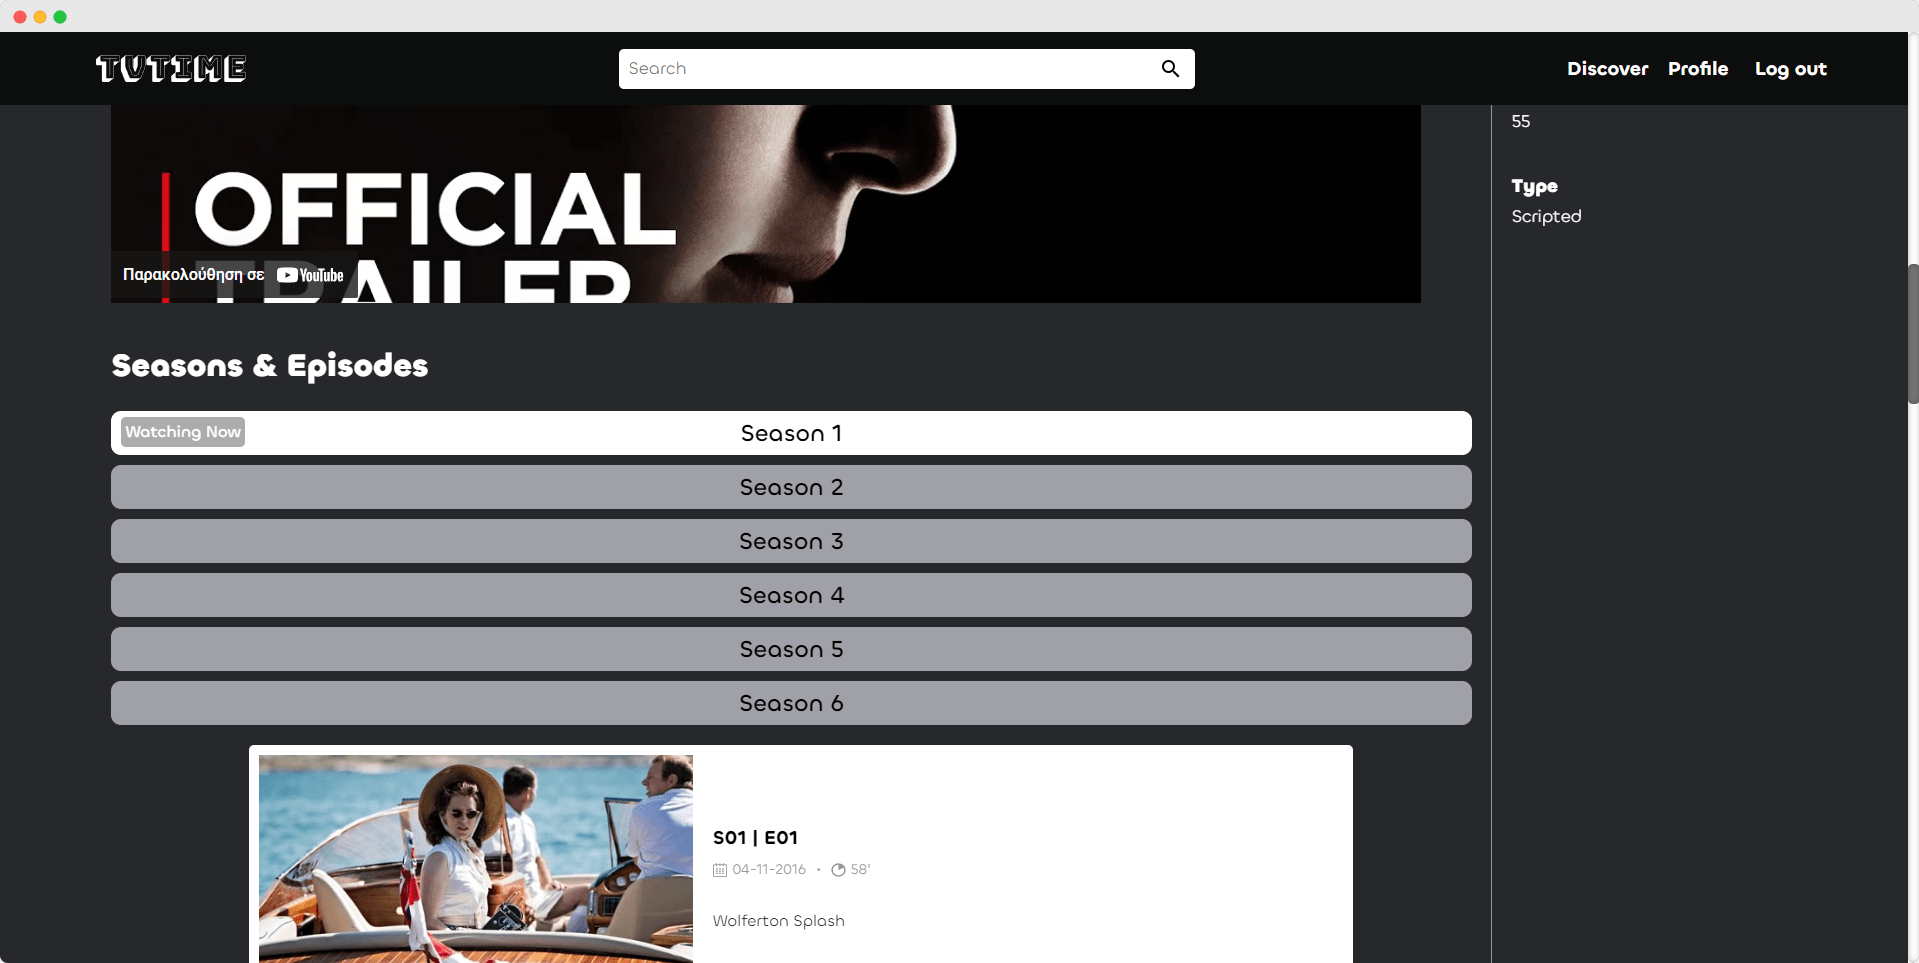 TVTIME
Search
Discover
Profile
Log out
OFFICIAL
TRAILER
Παρακολούθηση σε YouTube
55
Type
Scripted
Seasons & Episodes
Watching Now
Season 1
Season 2
Season 3
Season 4
Season 5
Season 6
S01 | E01
04-11-2016 • 58'
Wolferton Splash